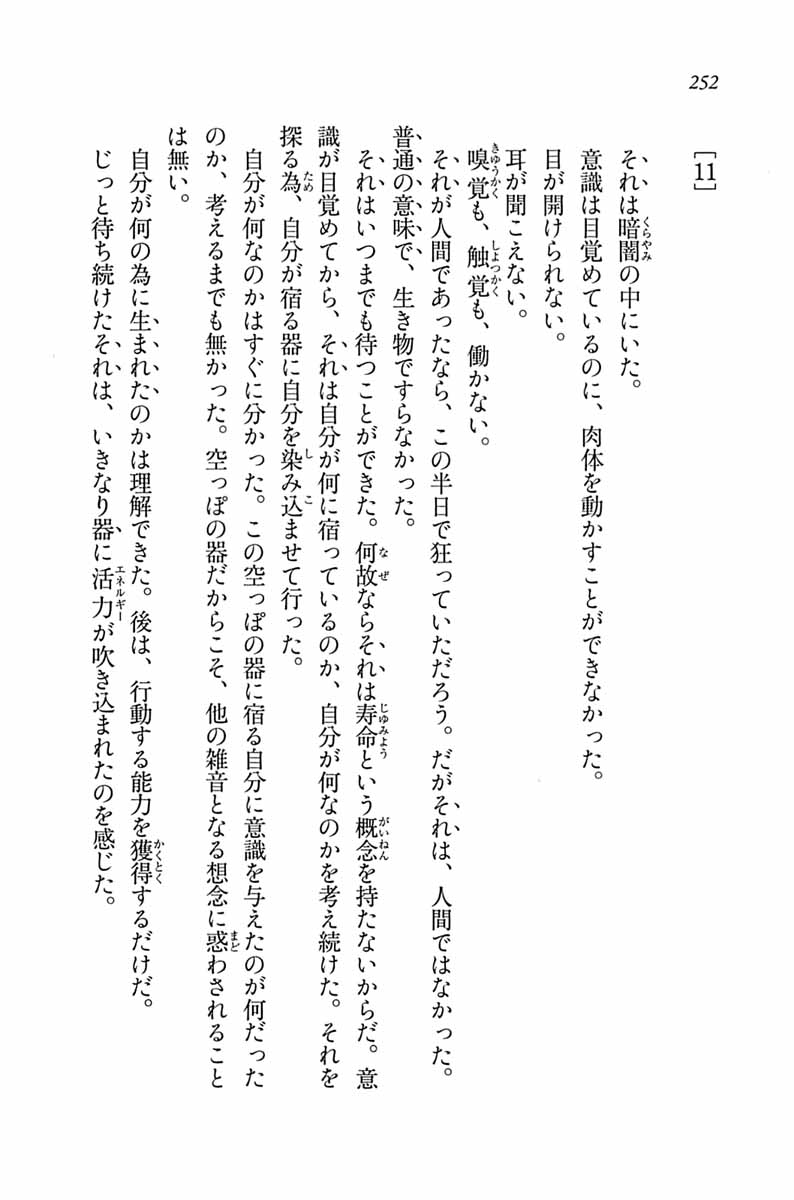 252
[11]
それは暗闇の中にいた。
意識は目覚めているのに、肉体を動かすことができなかった。
目が開けられない。
耳が聞こえない。
嗅覚も、触覚も、働かない。
それが人間であったなら、この半日で狂っていただろう。だがそれは、人間ではなかった。
普通の意味で、生き物ですらなかった。
それはいつまでも待つことができた。何故ならそれは寿命という概念を持たないからだ。意
識が目覚めてから、それは自分が何に宿っているのか、自分が何なのかを考え続けた。それを
探る為、自分が宿る器に自分を染み込ませて行った。
自分が何なのかはすぐに分かった。この空っぽの器に宿る自分に意識を与えたのが何だった
のか、考えるまでも無かった。空っぽの器だからこそ、他の雑音となる想念に惑わされること
は無い。
自分が何の為に生まれたのかは理解できた。後は、行動する能力を獲得するだけだ。
じっと待ち続けたそれは、いきなり器に活力が吹き込まれたのを感じた。